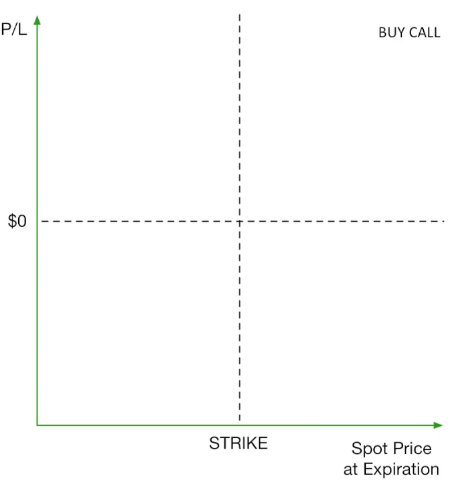 P/L
BUY CALL
$0
STRIKE
Spot Price
at Expiration